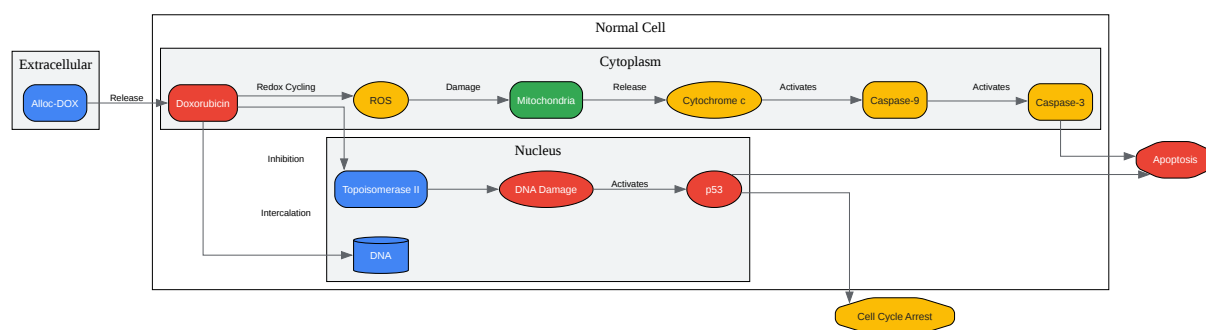 Normal Cell
Extracellular
Cytoplasm
Alloc-DOX
Release
Doxorubicin
Redox Cycling
ROS
Damage
Mitochondria
Release
Cytochrome c
Activates
Caspase-9
Activates
Caspase-3
Nucleus
Inhibition
Topoisomerase II
DNA Damage
Activates
p53
Apoptosis
Intercalation
DNA
Cell Cycle Arrest